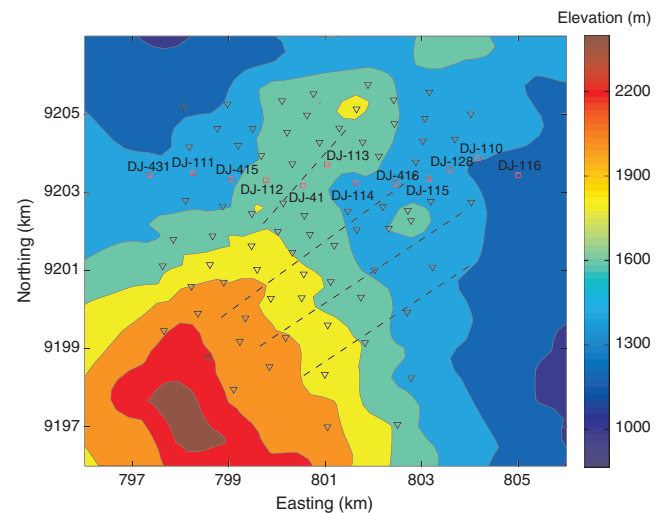 Elevation (m)
2200
1900
1600
1300
1000
9205
9203
9201
9199
9197
Northing (km)
DJ-431
DJ-111
DJ-415
DJ-112
DJ-41
DJ-113
DJ-114
DJ-416
DJ-115
DJ-128
DJ-110
DJ-116
797
799
801
803
805
Easting (km)